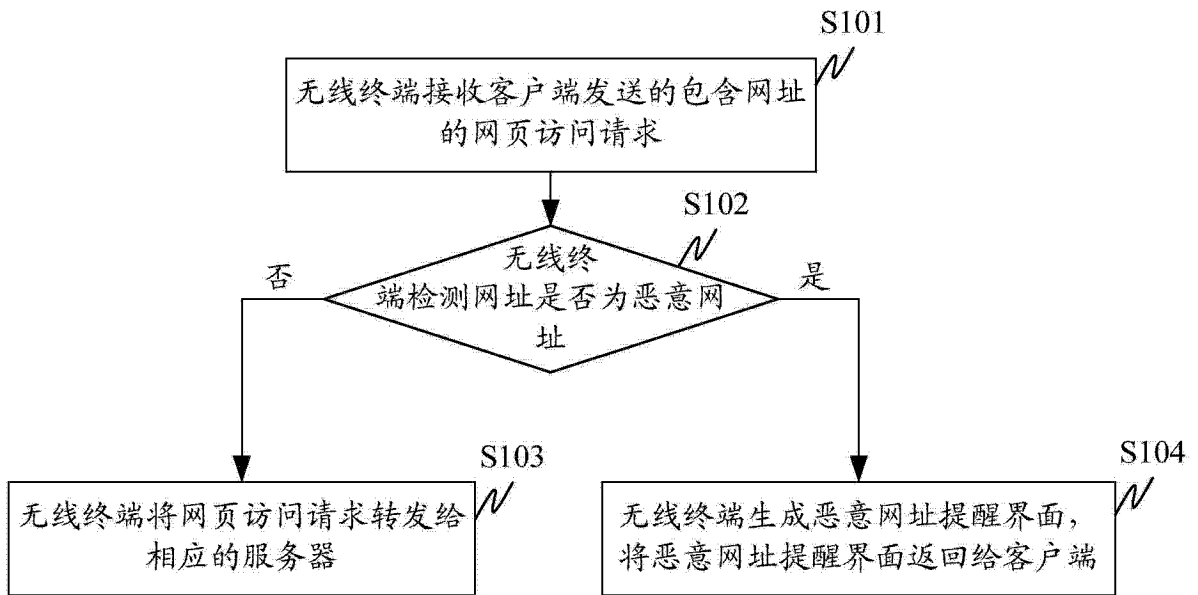 S101
无线终端接收客户端发送的包含网址
的网页访问请求
S102
无线终
端检测网址是否为恶意网
址
否
是
S103
无线终端将网页访问请求转发给
相应的服务器
S104
无线终端生成恶意网址提醒界面，
将恶意网址提醒界面返回给客户端